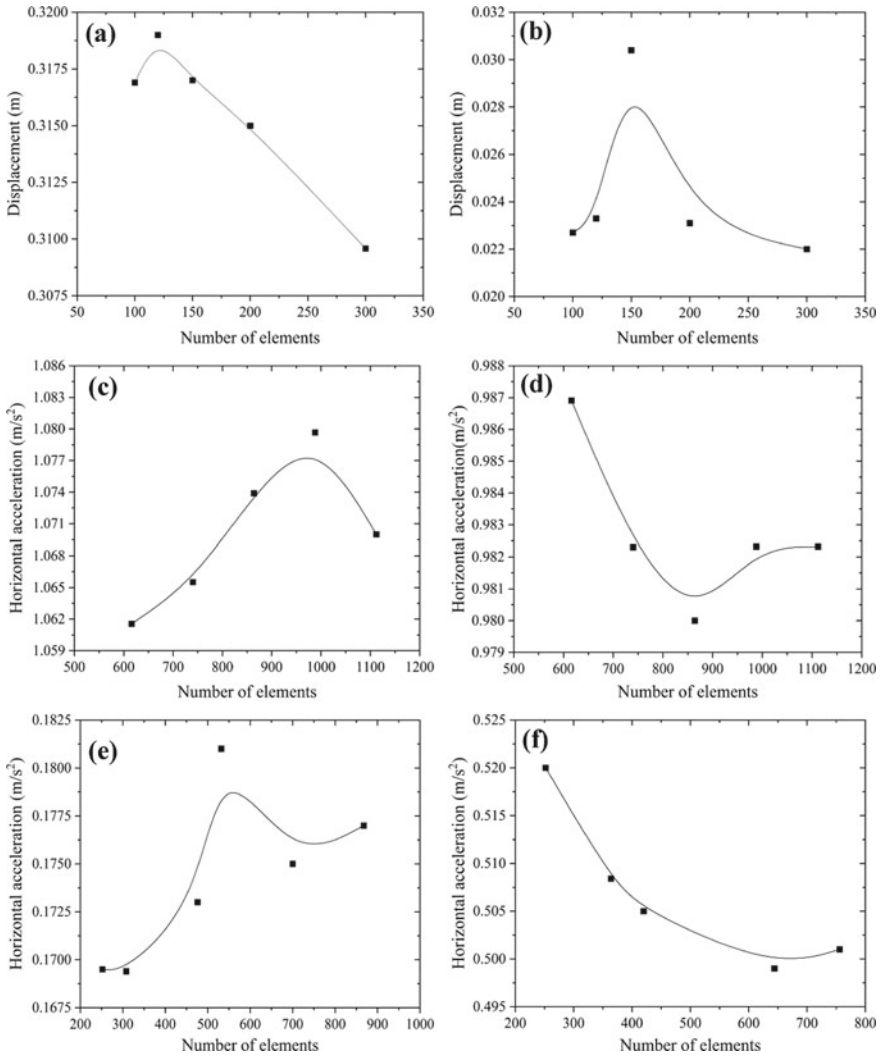 (a)
0.3200
0.3175
0.3150
0.3125
0.3100
0.3075
Displacement (m)
50 100 150 200 250 300 350
Number of elements
(b)
0.032
0.030
0.028
0.026
0.024
0.022
0.020
Displacement (m)
50 100 150 200 250 300 350
Number of elements
(c)
1.086
1.083
1.080
1.077
1.074
1.071
1.068
1.065
1.062
1.059
Horizontal acceleration (m/s²)
500 600 700 800 900 1000 1100 1200
Number of elements
(d)
0.988
0.987
0.986
0.985
0.984
0.983
0.982
0.981
0.980
0.979
Horizontal acceleration(m/s²)
500 600 700 800 900 1000 1100 1200
Number of elements
(e)
0.1825
0.1800
0.1775
0.1750
0.1725
0.1700
0.1675
Horizontal acceleration (m/s²)
200 300 400 500 600 700 800 900 1000
Number of elements
(f)
0.525
0.520
0.515
0.510
0.505
0.500
0.495
Horizontal acceleration (m/s²)
200 300 400 500 600 700 800
Number of elements